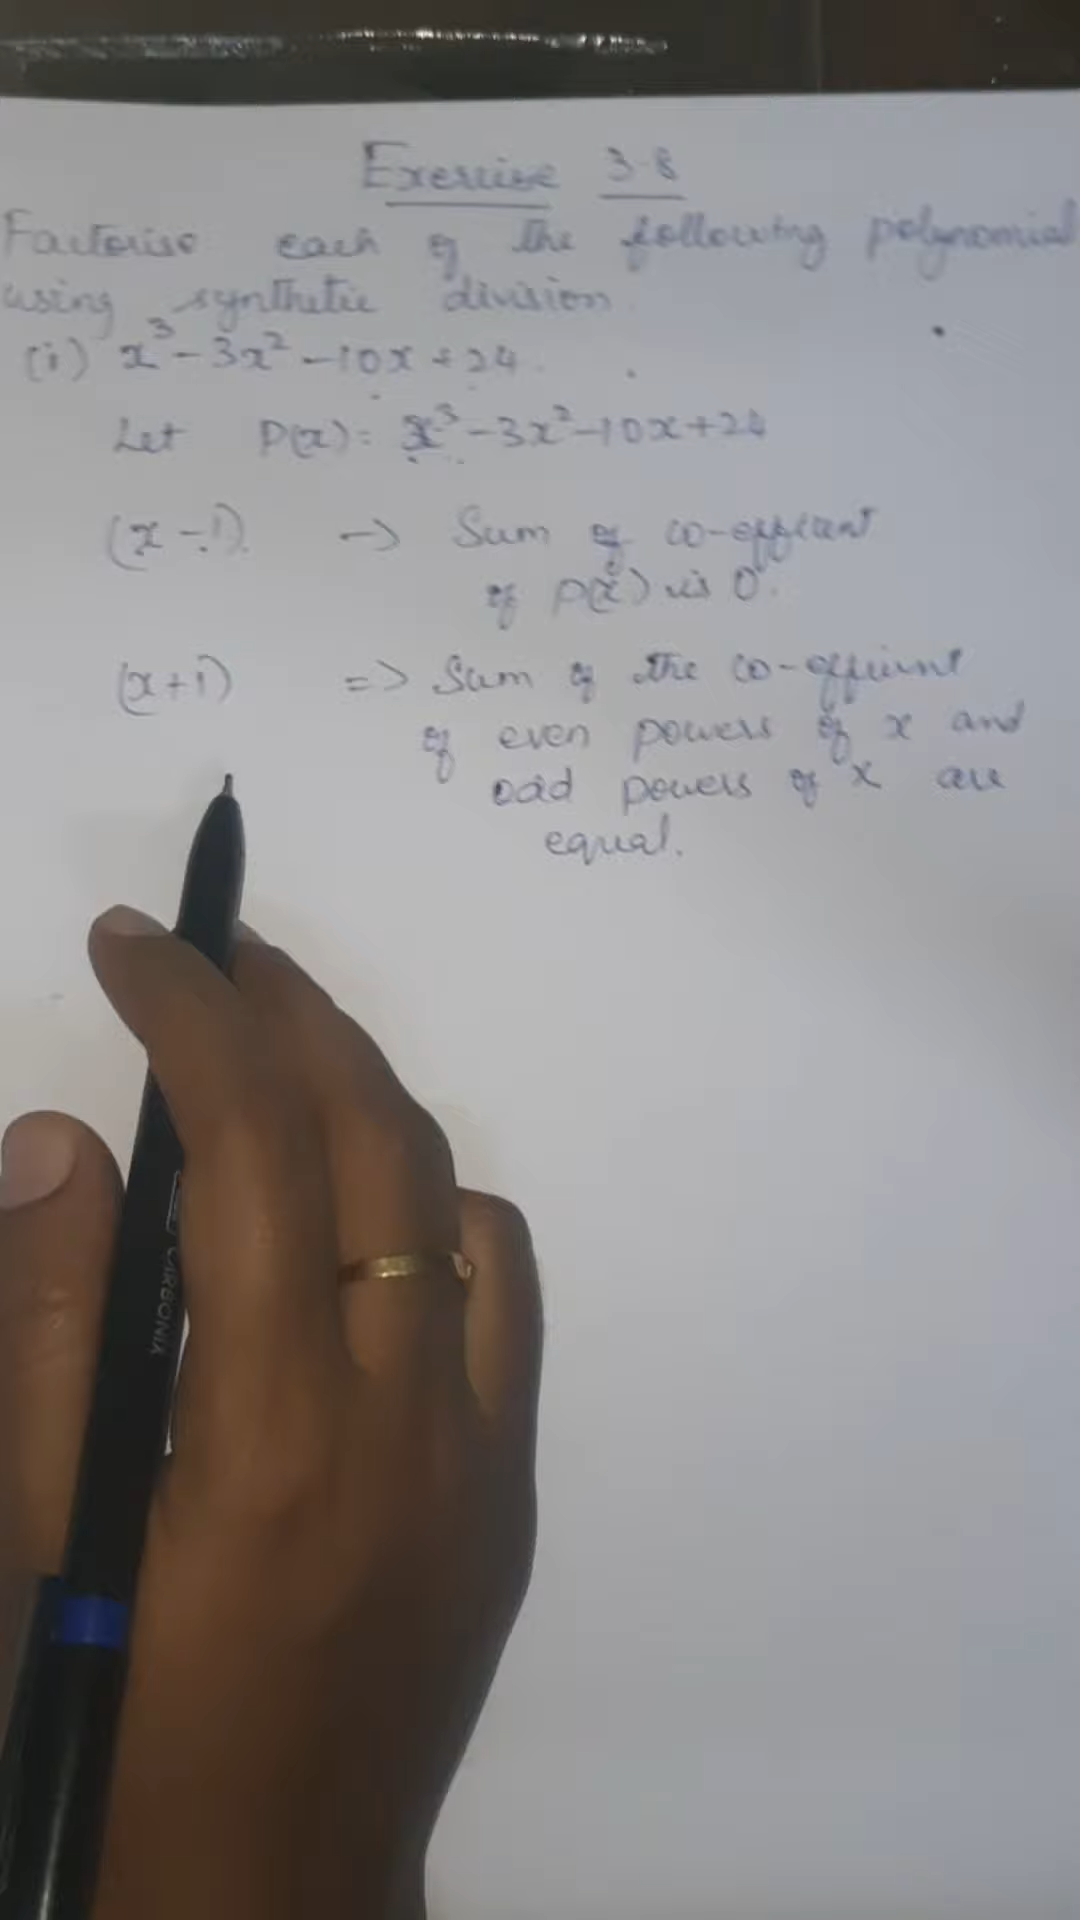 Exercise 3.8
Factorise each of the following polynomial
using synthetic division.
(i) x³ - 3x² - 10x + 24.
Let P(x) = x³ - 3x² - 10x + 24
(x - 1) → Sum of co-efficient
of P(x) is 0.
(x + 1) => Sum of the co-efficient
of even powers of x and
odd powers of x are
equal.
CARBONIX